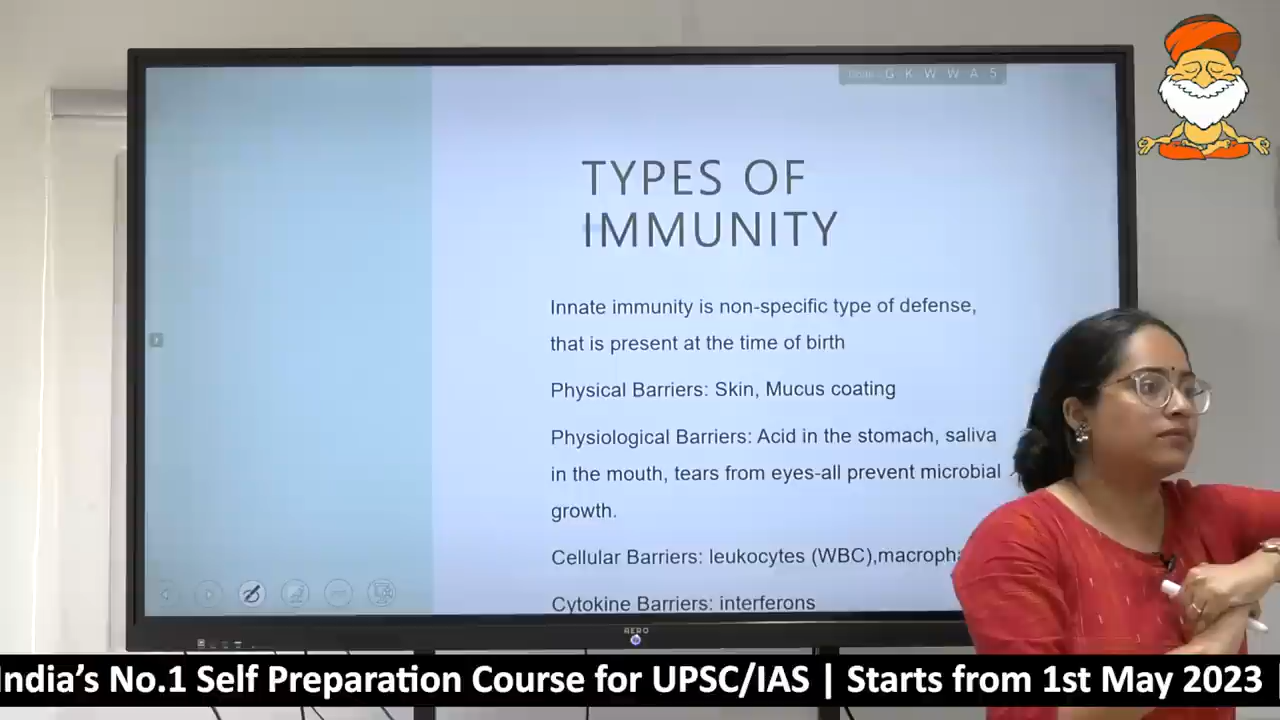 G K W W A 5
TYPES OF
IMMUNITY
Innate immunity is non-specific type of defense,
that is present at the time of birth
Physical Barriers: Skin, Mucus coating
Physiological Barriers: Acid in the stomach, saliva
in the mouth, tears from eyes-all prevent microbial
growth.
Cellular Barriers: leukocytes (WBC),macropha
Cytokine Barriers: interferons
India’s No.1 Self Preparation Course for UPSC/IAS | Starts from 1st May 2023